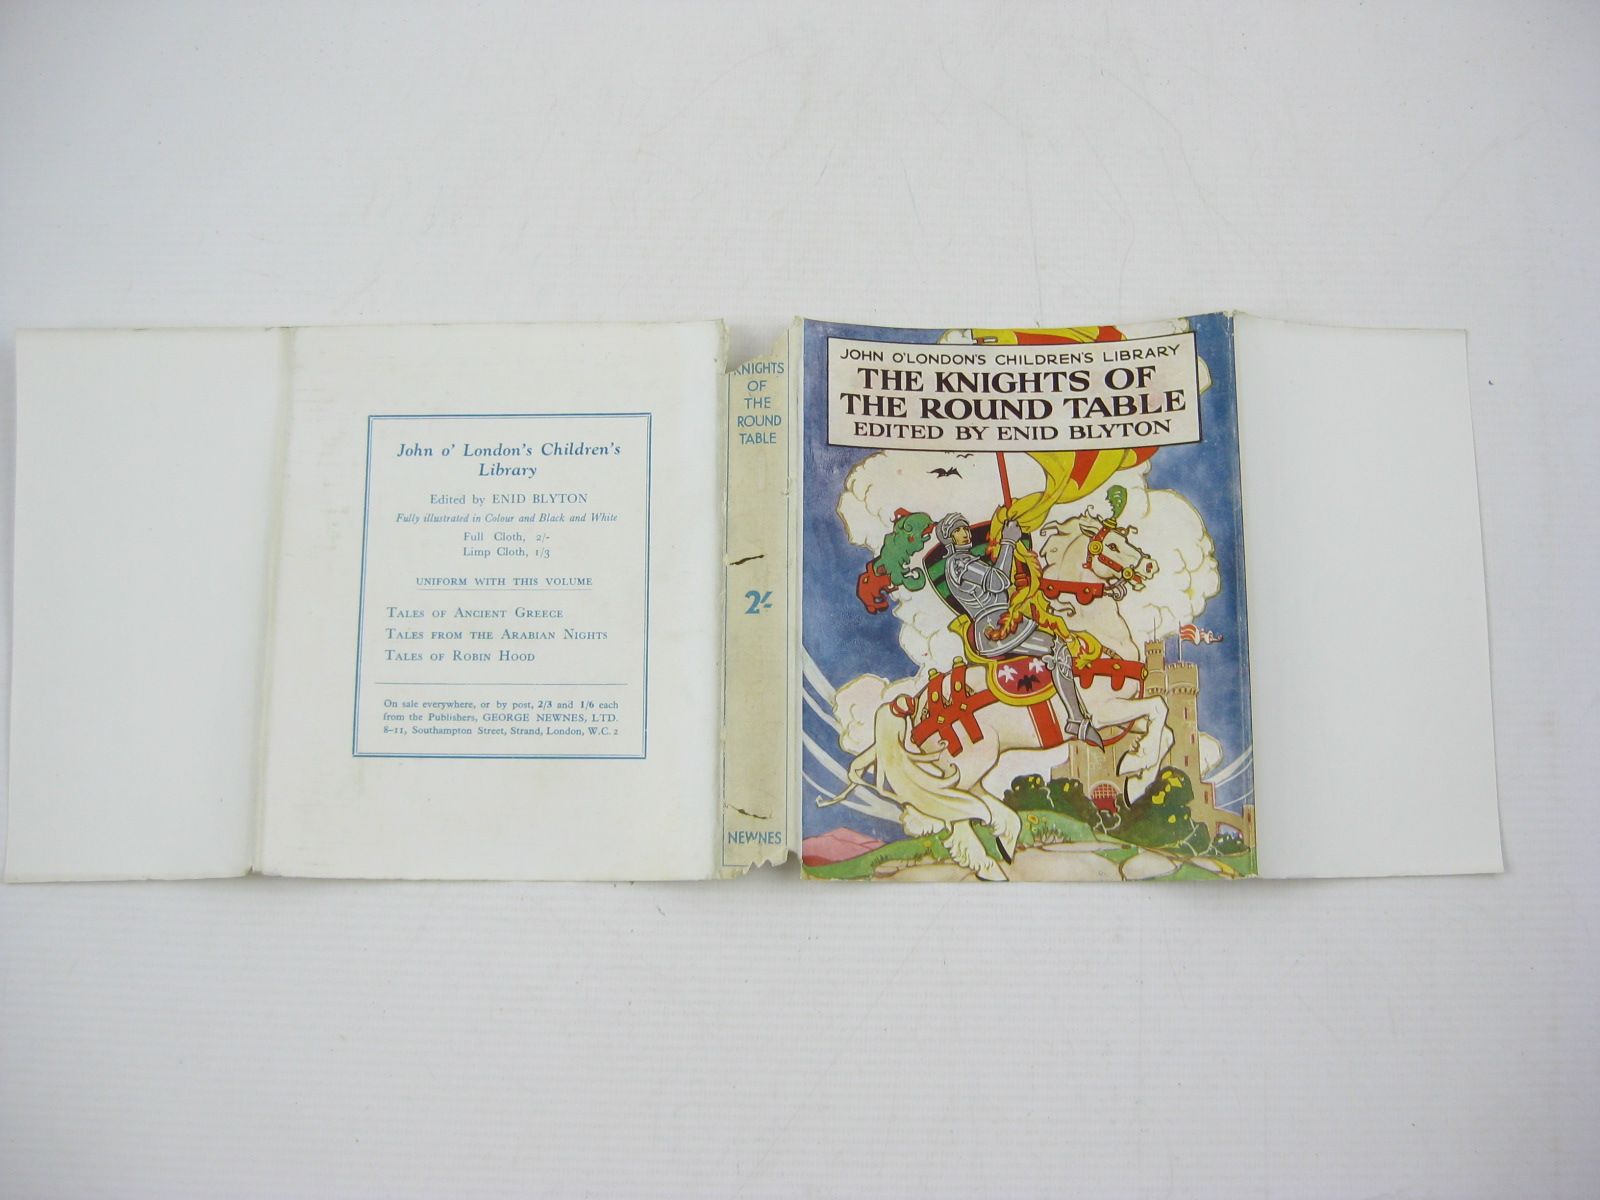 John o' London's Children's
Library
Edited by ENID BLYTON
Fully illustrated in Colour and Black and White
Full Cloth, 2/-
Limp Cloth, 1/3
UNIFORM WITH THIS VOLUME
TALES OF ANCIENT GREECE
TALES FROM THE ARABIAN NIGHTS
TALES OF ROBIN HOOD
On sale everywhere, or by post, 2/3 and 1/6 each
from the Publishers, GEORGE NEWNES, LTD.
8-11, Southampton Street, Strand, London, W.C. 2
KNIGHTS
OF
THE
ROUND
TABLE
2/-
NEWNES
JOHN O'LONDON'S CHILDREN'S LIBRARY
THE KNIGHTS OF
THE ROUND TABLE
EDITED BY ENID BLYTON